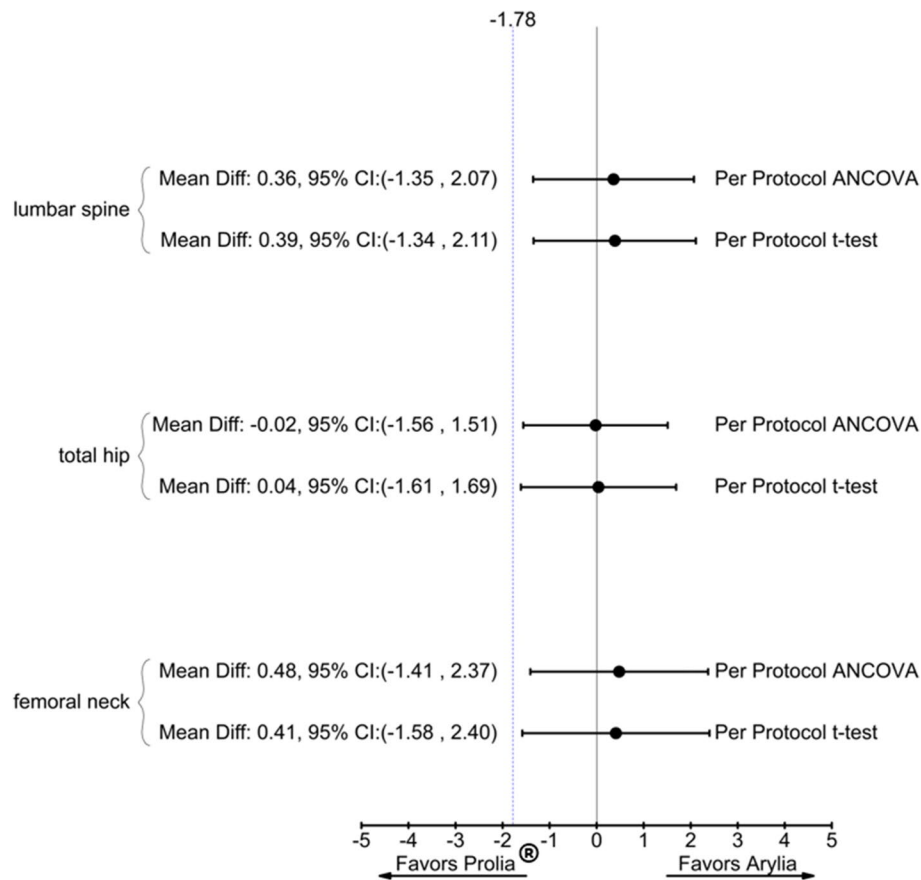 -1.78
Mean Diff: 0.36, 95% CI:(-1.35 , 2.07) Per Protocol ANCOVA
lumbar spine
Mean Diff: 0.39, 95% CI:(-1.34 , 2.11) Per Protocol t-test
Mean Diff: -0.02, 95% CI:(-1.56 , 1.51) Per Protocol ANCOVA
total hip
Mean Diff: 0.04, 95% CI:(-1.61 , 1.69) Per Protocol t-test
Mean Diff: 0.48, 95% CI:(-1.41 , 2.37) Per Protocol ANCOVA
femoral neck
Mean Diff: 0.41, 95% CI:(-1.58 , 2.40) Per Protocol t-test
-5 -4 -3 -2 -1 0 1 2 3 4 5
Favors Prolia® Favors Arylia